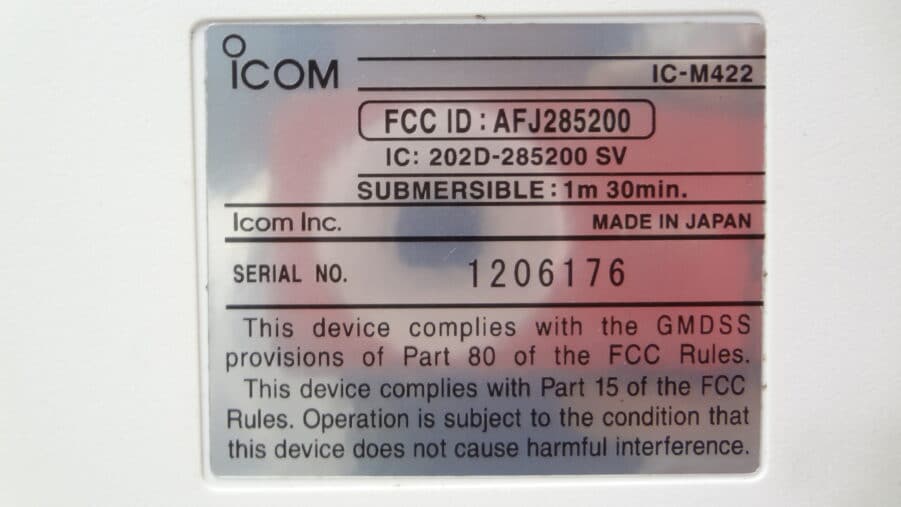 ICOM
IC-M422
FCC ID : AFJ285200
IC: 202D-285200 SV
SUBMERSIBLE : 1m 30min.
Icom Inc. MADE IN JAPAN
SERIAL NO. 1206176
This device complies with the GMDSS
provisions of Part 80 of the FCC Rules.
This device complies with Part 15 of the FCC
Rules. Operation is subject to the condition that
this device does not cause harmful interference.